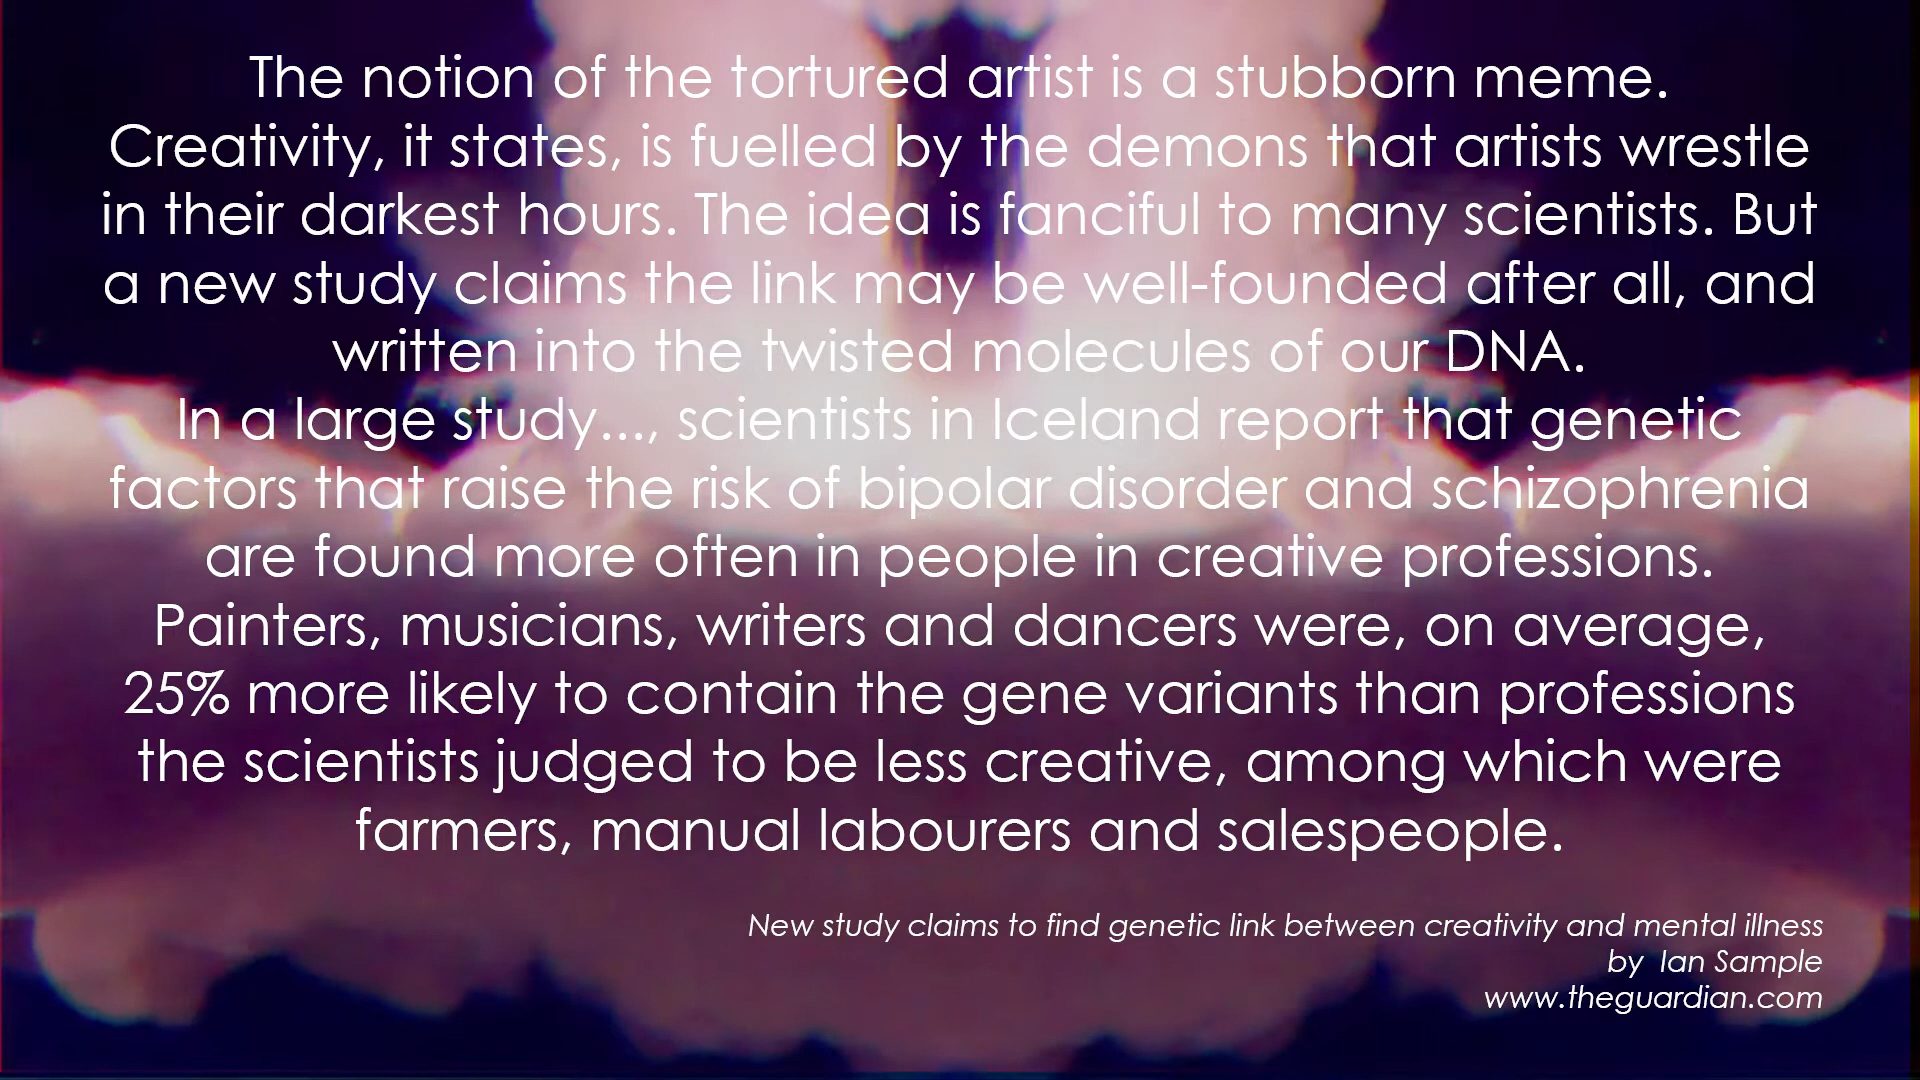 The notion of the tortured artist is a stubborn meme.
Creativity, it states, is fuelled by the demons that artists wrestle
in their darkest hours. The idea is fanciful to many scientists. But
a new study claims the link may be well-founded after all, and
written into the twisted molecules of our DNA.
In a large study..., scientists in Iceland report that genetic
factors that raise the risk of bipolar disorder and schizophrenia
are found more often in people in creative professions.
Painters, musicians, writers and dancers were, on average,
25% more likely to contain the gene variants than professions
the scientists judged to be less creative, among which were
farmers, manual labourers and salespeople.
New study claims to find genetic link between creativity and mental illness
by Ian Sample
www.theguardian.com